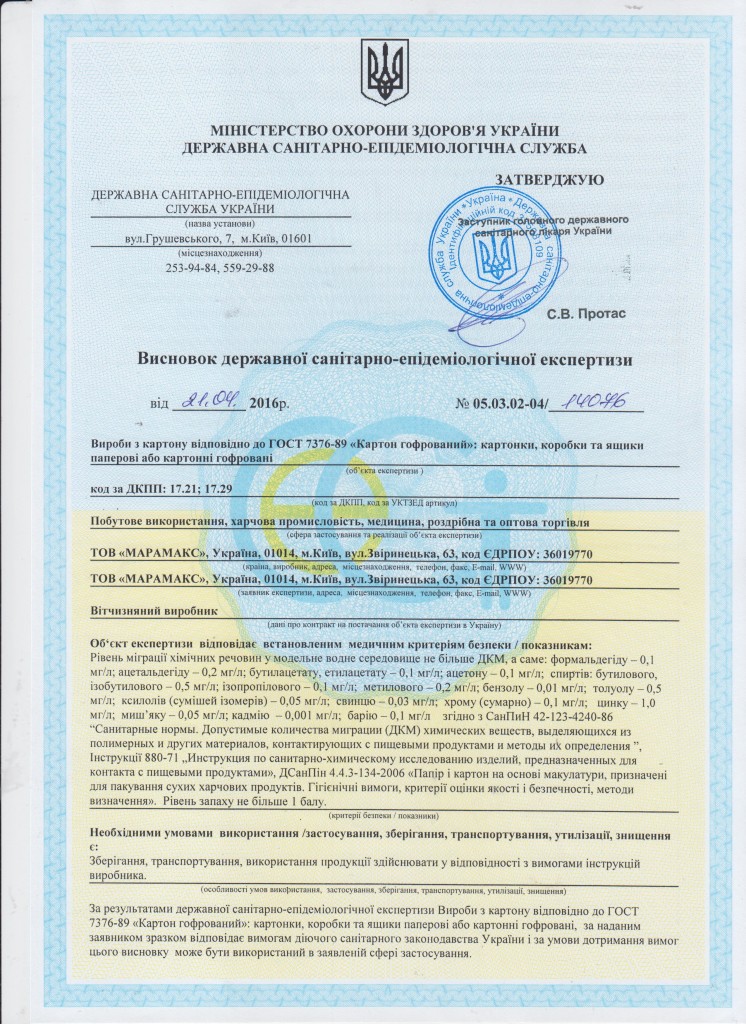 МІНІСТЕРСТВО ОХОРОНИ ЗДОРОВ'Я УКРАЇНИ
ДЕРЖАВНА САНІТАРНО-ЕПІДЕМІОЛОГІЧНА СЛУЖБА
ЗАТВЕРДЖУЮ
ДЕРЖАВНА САНІТАРНО-ЕПІДЕМІОЛОГІЧНА
СЛУЖБА УКРАЇНИ
(назва установи)
вул.Грушевського, 7, м.Київ, 01601
(місцезнаходження)
253-94-84, 559-29-88
Заступник головного державного
санітарного лікаря України
Україна * Державна санітарно-епідеміологічна служба України *
Ідентифікаційний код
С.В. Протас
Висновок державної санітарно-епідеміологічної експертизи
від 21.04. 2016р. № 05.03.02-04/ 14076
Вироби з картону відповідно до ГОСТ 7376-89 «Картон гофрований»: картонки, коробки та ящики
паперові або картонні гофровані
(об’єкта експертизи )
код за ДКПП: 17.21; 17.29
(код за ДКПП, код за УКТЗЕД артикул)
Побутове використання, харчова промисловість, медицина, роздрібна та оптова торгівля
(сфера застосування та реалізації об’єкта експертизи)
ТОВ «МАРАМАКС», Україна, 01014, м.Київ, вул.Звіринецька, 63, код ЄДРПОУ: 36019770
(країна, виробник, адреса, місцезнаходження, телефон, факс, E-mail, WWW)
ТОВ «МАРАМАКС», Україна, 01014, м.Київ, вул.Звіринецька, 63, код ЄДРПОУ: 36019770
(заявник експертизи, адреса, місцезнаходження, телефон, факс, E-mail, WWW)
Вітчизняний виробник
(дані про контракт на постачання об’єкта експертизи в Україну)
Об‘єкт експертизи відповідає встановленим медичним критеріям безпеки / показникам:
Рівень міграції хімічних речовин у модельне водне середовище не більше ДКМ, а саме: формальдегіду – 0,1
мг/л; ацетальдегіду – 0,2 мг/л; бутилацетату, етилацетату – 0,1 мг/л; ацетону – 0,1 мг/л; спиртів: бутилового,
ізобутилового – 0,5 мг/л; ізопропілового – 0,1 мг/л; метилового – 0,2 мг/л; бензолу – 0,01 мг/л; толуолу – 0,5
мг/л; ксилолів (сумішей ізомерів) – 0,05 мг/л; свинцю – 0,03 мг/л; хрому (сумарно) – 0,1 мг/л; цинку – 1,0
мг/л; миш’яку – 0,05 мг/л; кадмію – 0,001 мг/л; барію – 0,1 мг/л згідно з СанПиН 42-123-4240-86
“Санитарные нормы. Допустимые количества миграции (ДКМ) химических веществ, выделяющихся из
полимерных и других материалов, контактирующих с пищевыми продуктами и методы их определения ”,
Інструкції 880-71 „Инструкция по санитарно-химическому исследованию изделий, предназначенных для
контакта с пищевыми продуктами», ДСанПін 4.4.3-134-2006 «Папір і картон на основі макулатури, призначені
для пакування сухих харчових продуктів. Гігієнічні вимоги, критерії оцінки якості і безпечності, методи
визначення». Рівень запаху не більше 1 балу.
(критерії безпеки / показники)
Необхідними умовами використання /застосування, зберігання, транспортування, утилізації, знищення
є:
Зберігання, транспортування, використання продукції здійснювати у відповідності з вимогами інструкцій
виробника.
(особливості умов використання, застосування, зберігання, транспортування, утилізації, знищення)
За результатами державної санітарно-епідеміологічної експертизи Вироби з картону відповідно до ГОСТ
7376-89 «Картон гофрований»: картонки, коробки та ящики паперові або картонні гофровані, за наданим
заявником зразком відповідає вимогам діючого санітарного законодавства України і за умови дотримання вимог
цього висновку може бути використаний в заявленій сфері застосування.